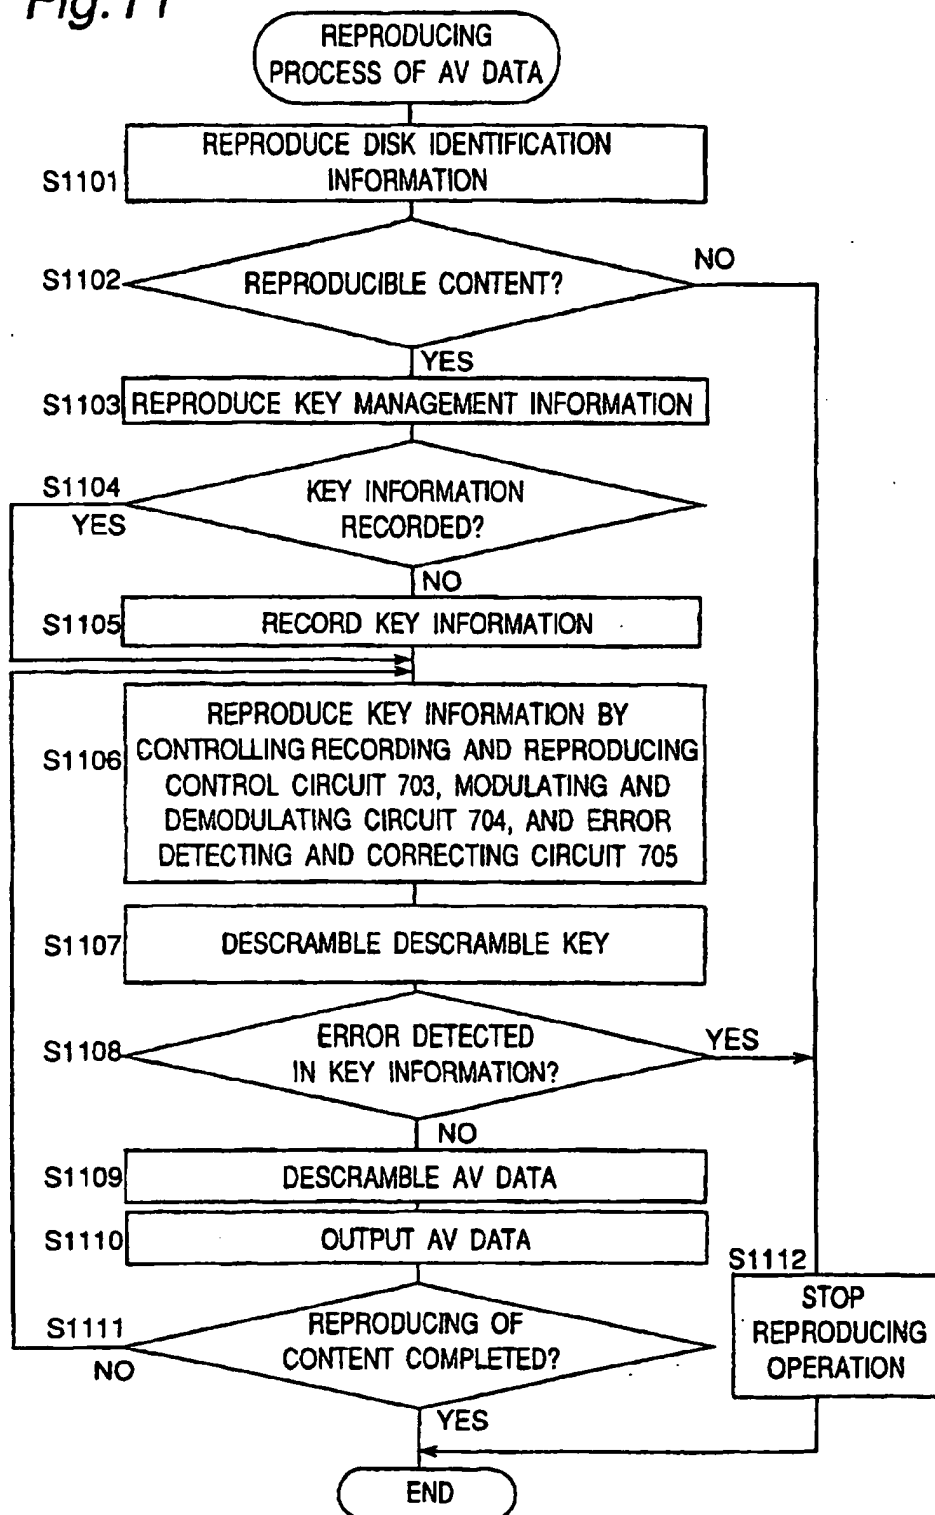 Fig. 11
REPRODUCING
PROCESS OF AV DATA
S1101
REPRODUCE DISK IDENTIFICATION
INFORMATION
S1102
REPRODUCIBLE CONTENT?
NO
YES
S1103
REPRODUCE KEY MANAGEMENT INFORMATION
S1104
YES
KEY INFORMATION
RECORDED?
NO
S1105
RECORD KEY INFORMATION
S1106
REPRODUCE KEY INFORMATION BY
CONTROLLING RECORDING AND REPRODUCING
CONTROL CIRCUIT 703, MODULATING AND
DEMODULATING CIRCUIT 704, AND ERROR
DETECTING AND CORRECTING CIRCUIT 705
S1107
DESCRAMBLE DESCRAMBLE KEY
S1108
ERROR DETECTED
IN KEY INFORMATION?
YES
NO
S1109
DESCRAMBLE AV DATA
S1110
OUTPUT AV DATA
S1111
NO
REPRODUCING OF
CONTENT COMPLETED?
YES
S1112
STOP
REPRODUCING
OPERATION
END